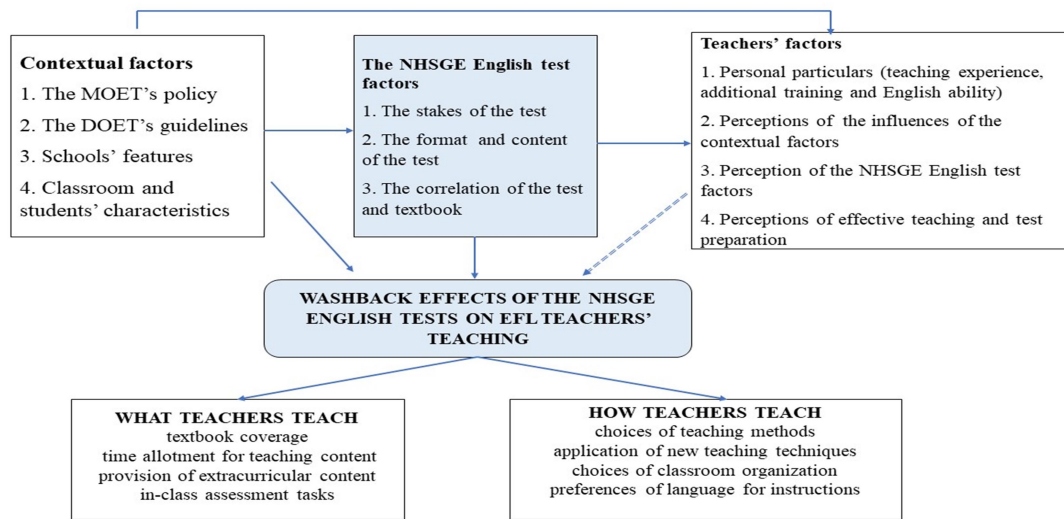 Contextual factors
1. The MOET's policy
2. The DOET's guidelines
3. Schools' features
4. Classroom and
students' characteristics
The NHSGE English test
factors
1. The stakes of the test
2. The format and content
of the test
3. The correlation of the test
and textbook
Teachers' factors
1. Personal particulars (teaching experience,
additional training and English ability)
2. Perceptions of the influences of the
contextual factors
3. Perception of the NHSGE English test
factors
4. Perceptions of effective teaching and test
preparation
WASHBACK EFFECTS OF THE NHSGE
ENGLISH TESTS ON EFL TEACHERS'
TEACHING
WHAT TEACHERS TEACH
textbook coverage
time allotment for teaching content
provision of extracurricular content
in-class assessment tasks
HOW TEACHERS TEACH
choices of teaching methods
application of new teaching techniques
choices of classroom organization
preferences of language for instructions